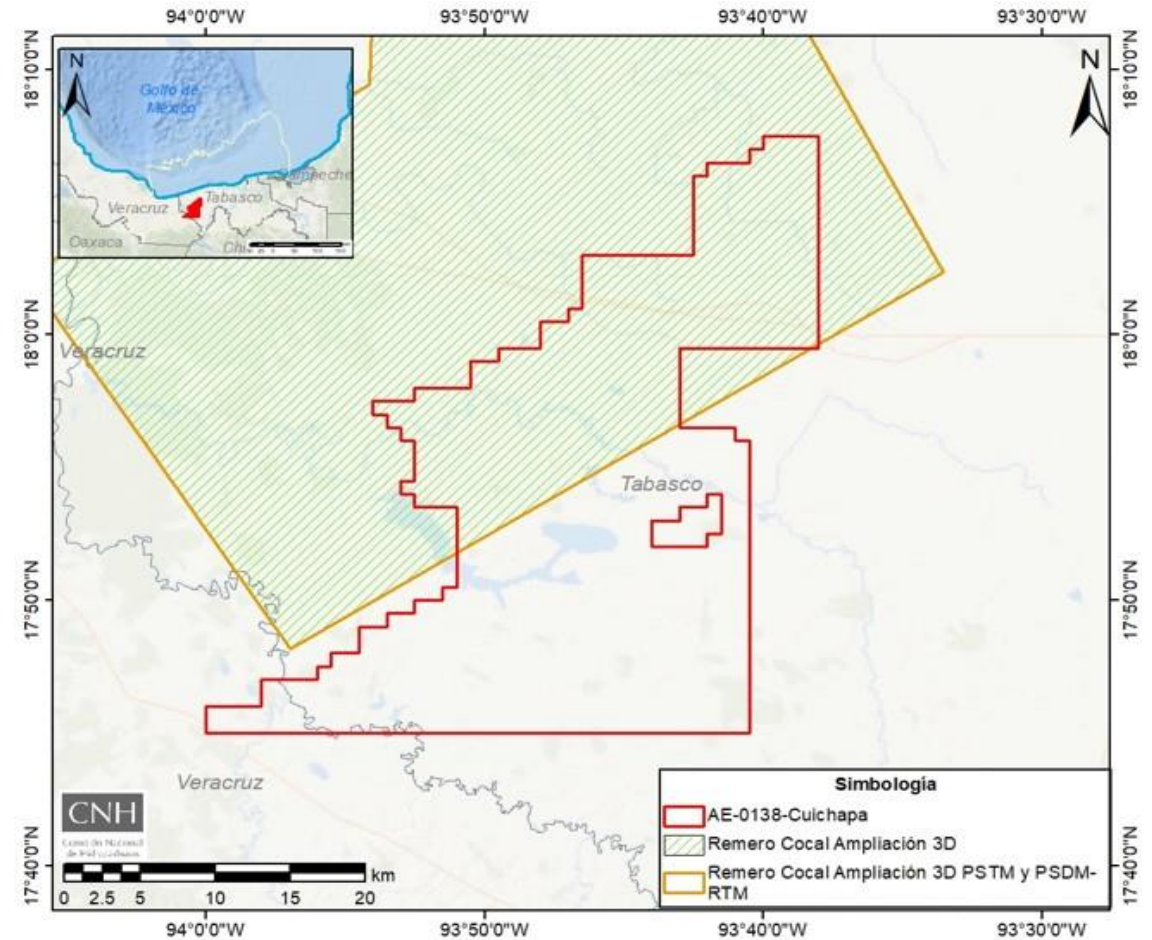 94°0'0"W 93°50'0"W 93°40'0"W 93°30'0"W
N
N
Golfo de
México
Tabasco
Veracruz
Oaxaca
18°10'0"N
18°10'0"N
18°0'0"N
18°0'0"N
Veracruz
Tabasco
17°50'0"N
17°50'0"N
Veracruz
17°40'0"N
17°40'0"N
CNH
Comisión Nacional
de Hidrocarburos
0 2.5 5 10 15 20 km
Simbología
AE-0138-Cuichapa
Remero Cocal Ampliación 3D
Remero Cocal Ampliación 3D PSTM y PSDM-
RTM
94°0'0"W 93°50'0"W 93°40'0"W 93°30'0"W